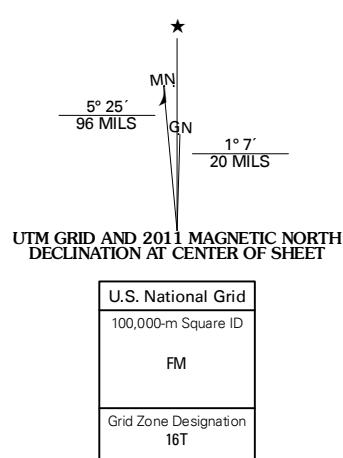 ★
MN
5° 25´
96 MILS
GN
1° 7´
20 MILS
UTM GRID AND 2011 MAGNETIC NORTH
DECLINATION AT CENTER OF SHEET
U.S. National Grid
100,000-m Square ID
FM
Grid Zone Designation
16T